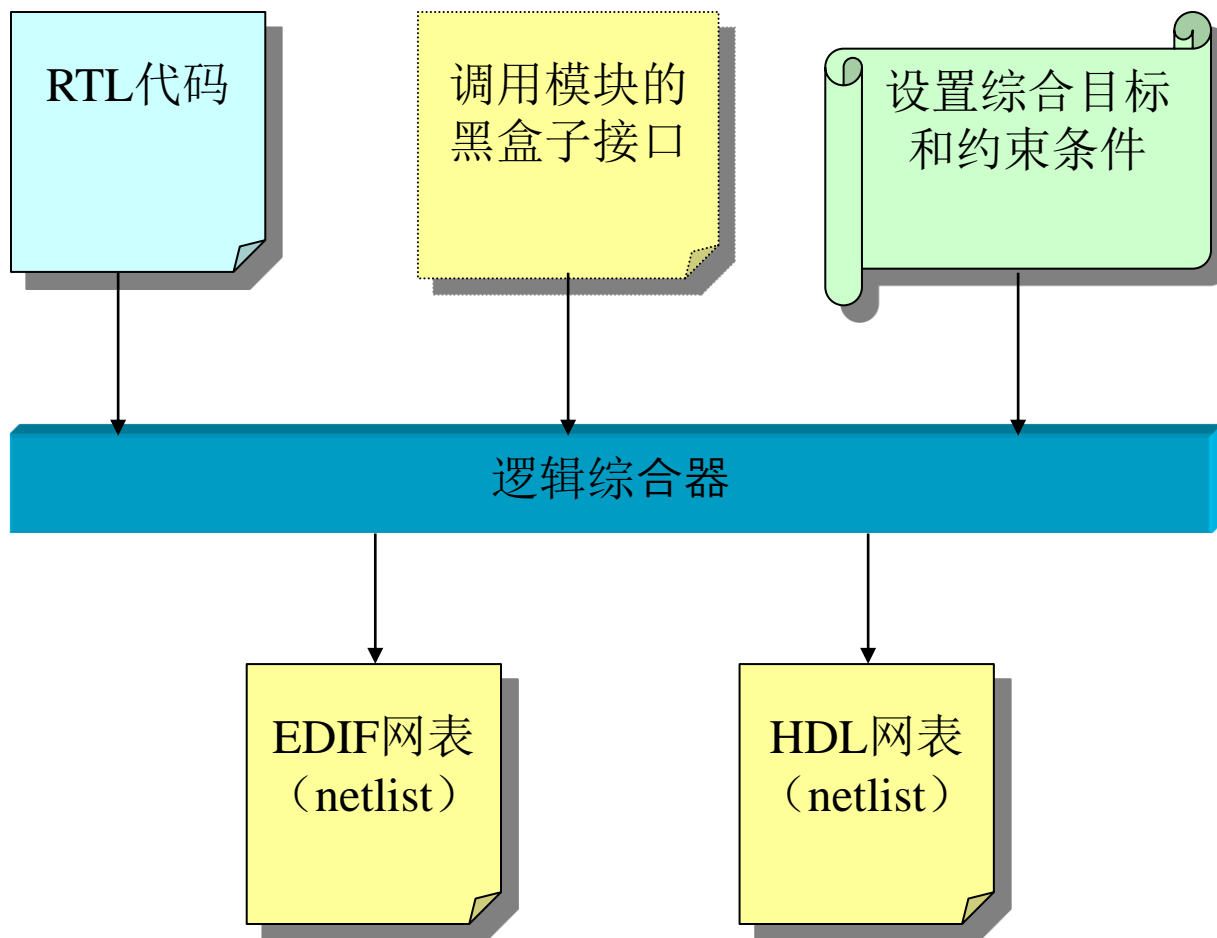 RTL代码
调用模块的
黑盒子接口
设置综合目标
和约束条件
逻辑综合器
EDIF网表
（netlist）
HDL网表
（netlist）